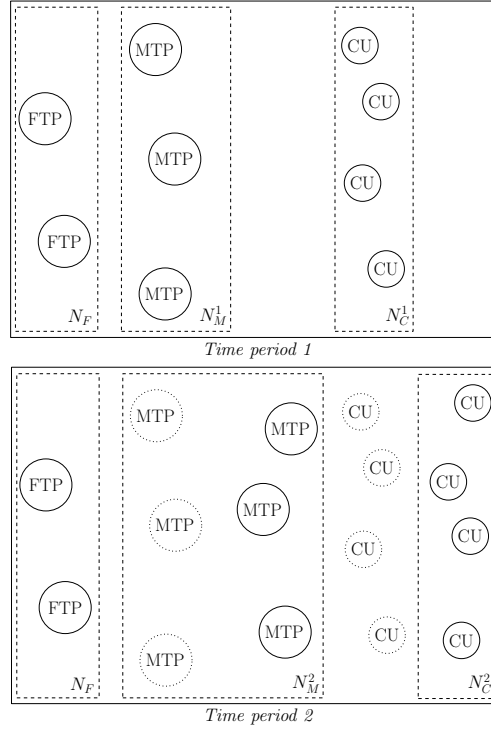 MTP
CU
CU
FTP
MTP
CU
FTP
CU
MTP
N_F
N_M^1
N_C^1
Time period 1
CU
CU
MTP
MTP
CU
FTP
CU
MTP
MTP
CU
CU
FTP
MTP
CU
CU
MTP
N_F
N_M^2
N_C^2
Time period 2